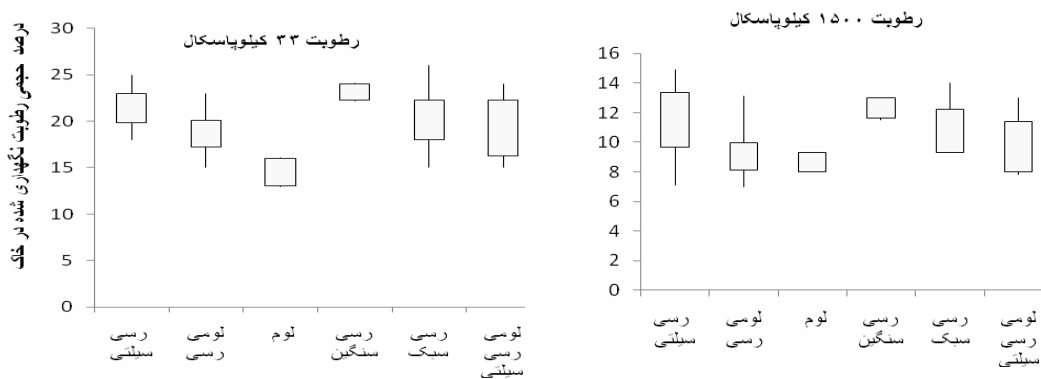 رطوبت ۳۳ کیلوپاسکال
درصد حجمی رطوبت نگهداری شده در خاک
30
25
20
15
10
5
0
رسی
سیلتی
لومی
رسی
لوم
رسی
سنگین
رسی
سبک
لومی
رسی
سیلتی
رطوبت ۱۵۰۰ کیلوپاسکال
16
14
12
10
8
6
4
2
0
رسی
سیلتی
لومی
رسی
لوم
رسی
سنگین
رسی
سبک
لومی
رسی
سیلتی